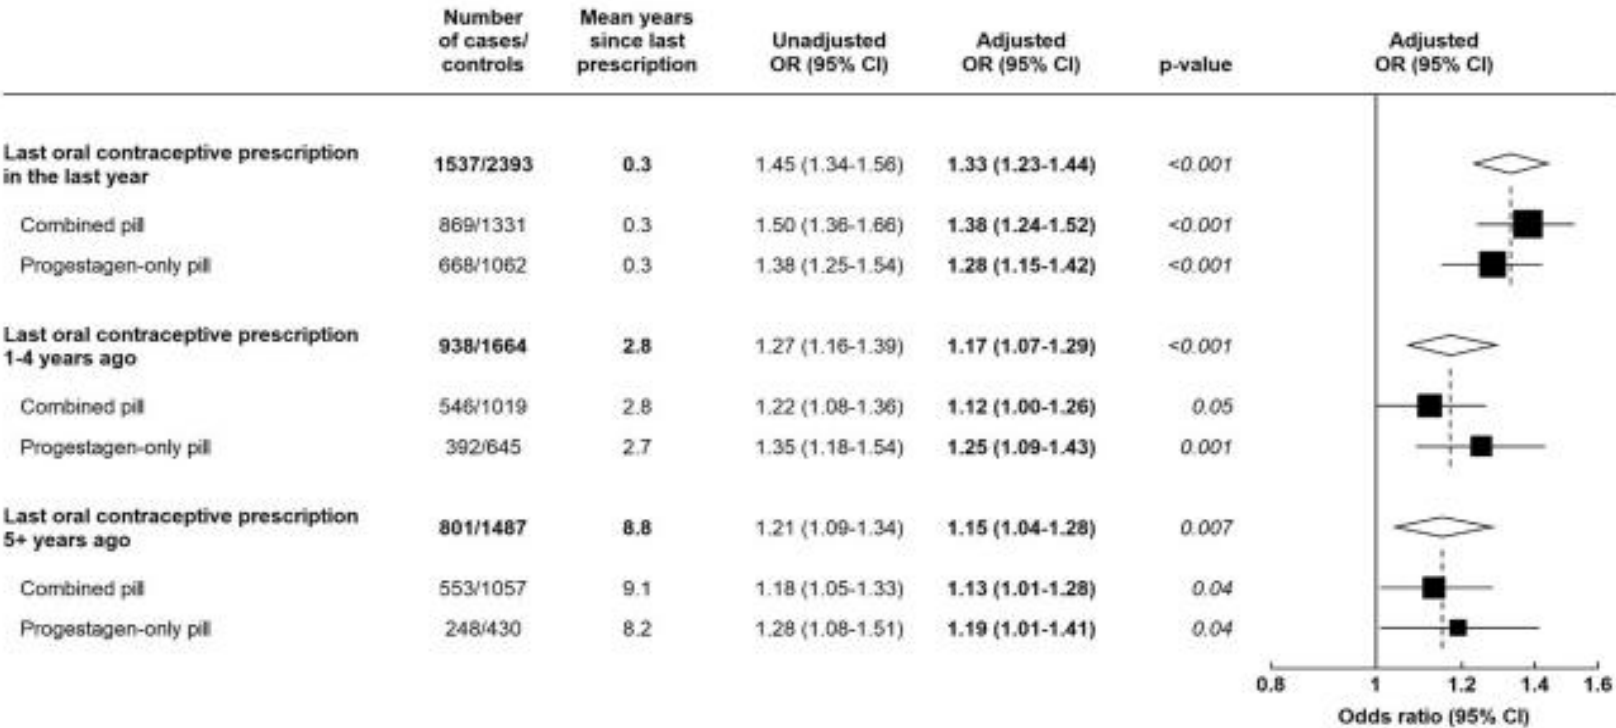 Number of cases/ controls Mean years since last prescription Unadjusted OR (95% CI) Adjusted OR (95% CI) p-value Adjusted OR (95% CI)
Last oral contraceptive prescription
in the last year 1537/2393 0.3 1.45 (1.34-1.56) 1.33 (1.23-1.44) <0.001
Combined pill 869/1331 0.3 1.50 (1.36-1.66) 1.38 (1.24-1.52) <0.001
Progestagen-only pill 668/1062 0.3 1.38 (1.25-1.54) 1.28 (1.15-1.42) <0.001
Last oral contraceptive prescription
1-4 years ago 938/1664 2.8 1.27 (1.16-1.39) 1.17 (1.07-1.29) <0.001
Combined pill 546/1019 2.8 1.22 (1.08-1.36) 1.12 (1.00-1.26) 0.05
Progestagen-only pill 392/645 2.7 1.35 (1.18-1.54) 1.25 (1.09-1.43) 0.001
Last oral contraceptive prescription
5+ years ago 801/1487 8.8 1.21 (1.09-1.34) 1.15 (1.04-1.28) 0.007
Combined pill 553/1057 9.1 1.18 (1.05-1.33) 1.13 (1.01-1.28) 0.04
Progestagen-only pill 248/430 8.2 1.28 (1.08-1.51) 1.19 (1.01-1.41) 0.04
0.8 1 1.2 1.4 1.6
Odds ratio (95% CI)